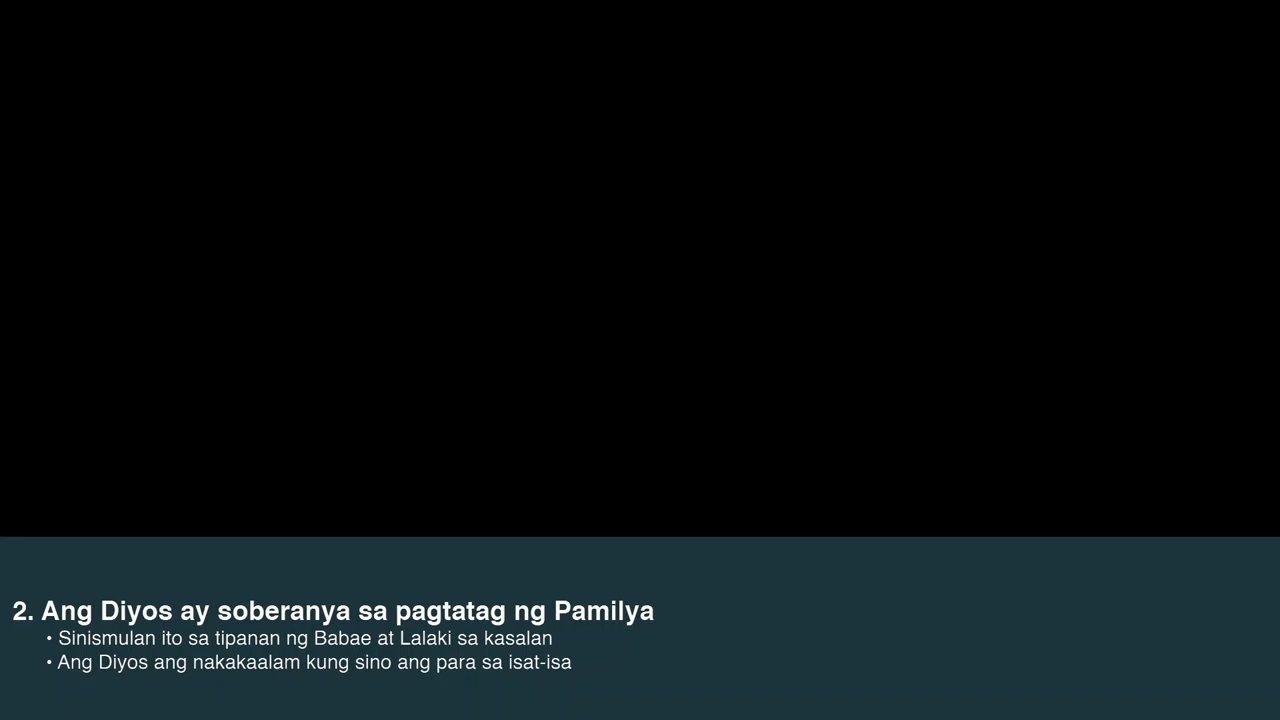 2. Ang Diyos ay soberanya sa pagtatag ng Pamilya
• Sinismulan ito sa tipanan ng Babae at Lalaki sa kasalan
• Ang Diyos ang nakakaalam kung sino ang para sa isat-isa